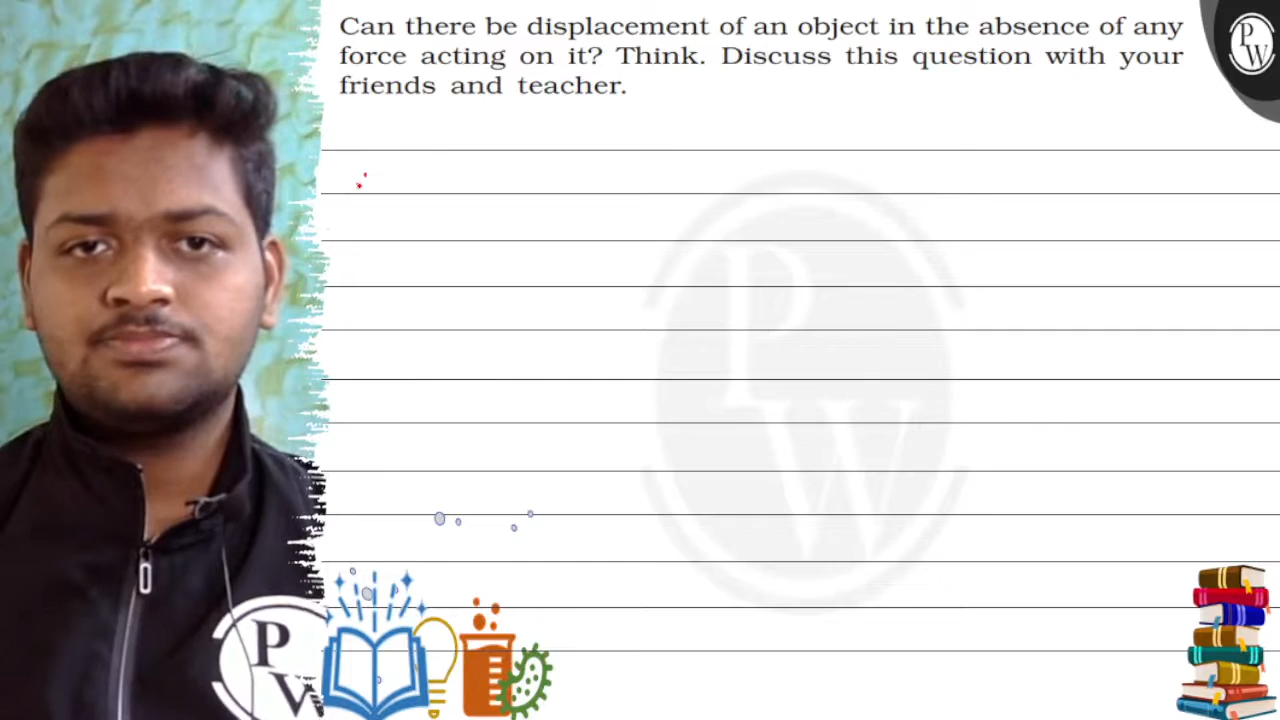 Can there be displacement of an object in the absence of any
force acting on it? Think. Discuss this question with your
friends and teacher.
P
W
P
W
P
W